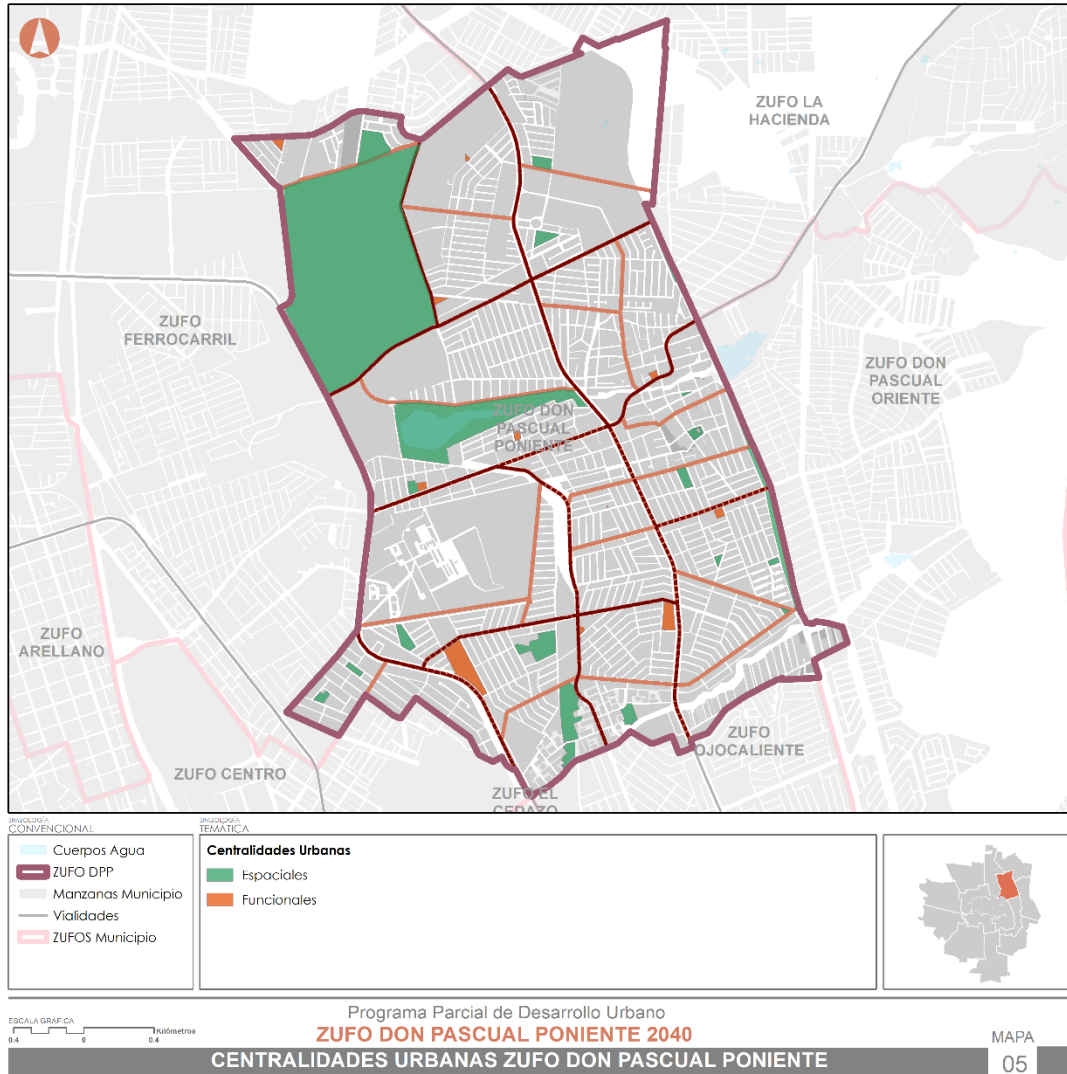 ZUFO LA
HACIENDA
ZUFO
FERROCARRIL
ZUFO DON
PASCUAL
ORIENTE
ZUFO DON
PASCUAL
PONIENTE
ZUFO
ARELLANO
ZUFO CENTRO
ZUFO
OJOCALIENTE
ZUFO EL
CEDAZO
SIMBOLOGÍA
CONVENCIONAL
Cuerpos Agua
ZUFO DPP
Manzanas Municipio
Vialidades
ZUFOS Municipio
SIMBOLOGÍA
TEMATICA
Centralidades Urbanas
Espaciales
Funcionales
ESCALA GRÁFICA
Kilómetros
0.4 0 0.4
Programa Parcial de Desarrollo Urbano
ZUFO DON PASCUAL PONIENTE 2040
CENTRALIDADES URBANAS ZUFO DON PASCUAL PONIENTE
MAPA
05